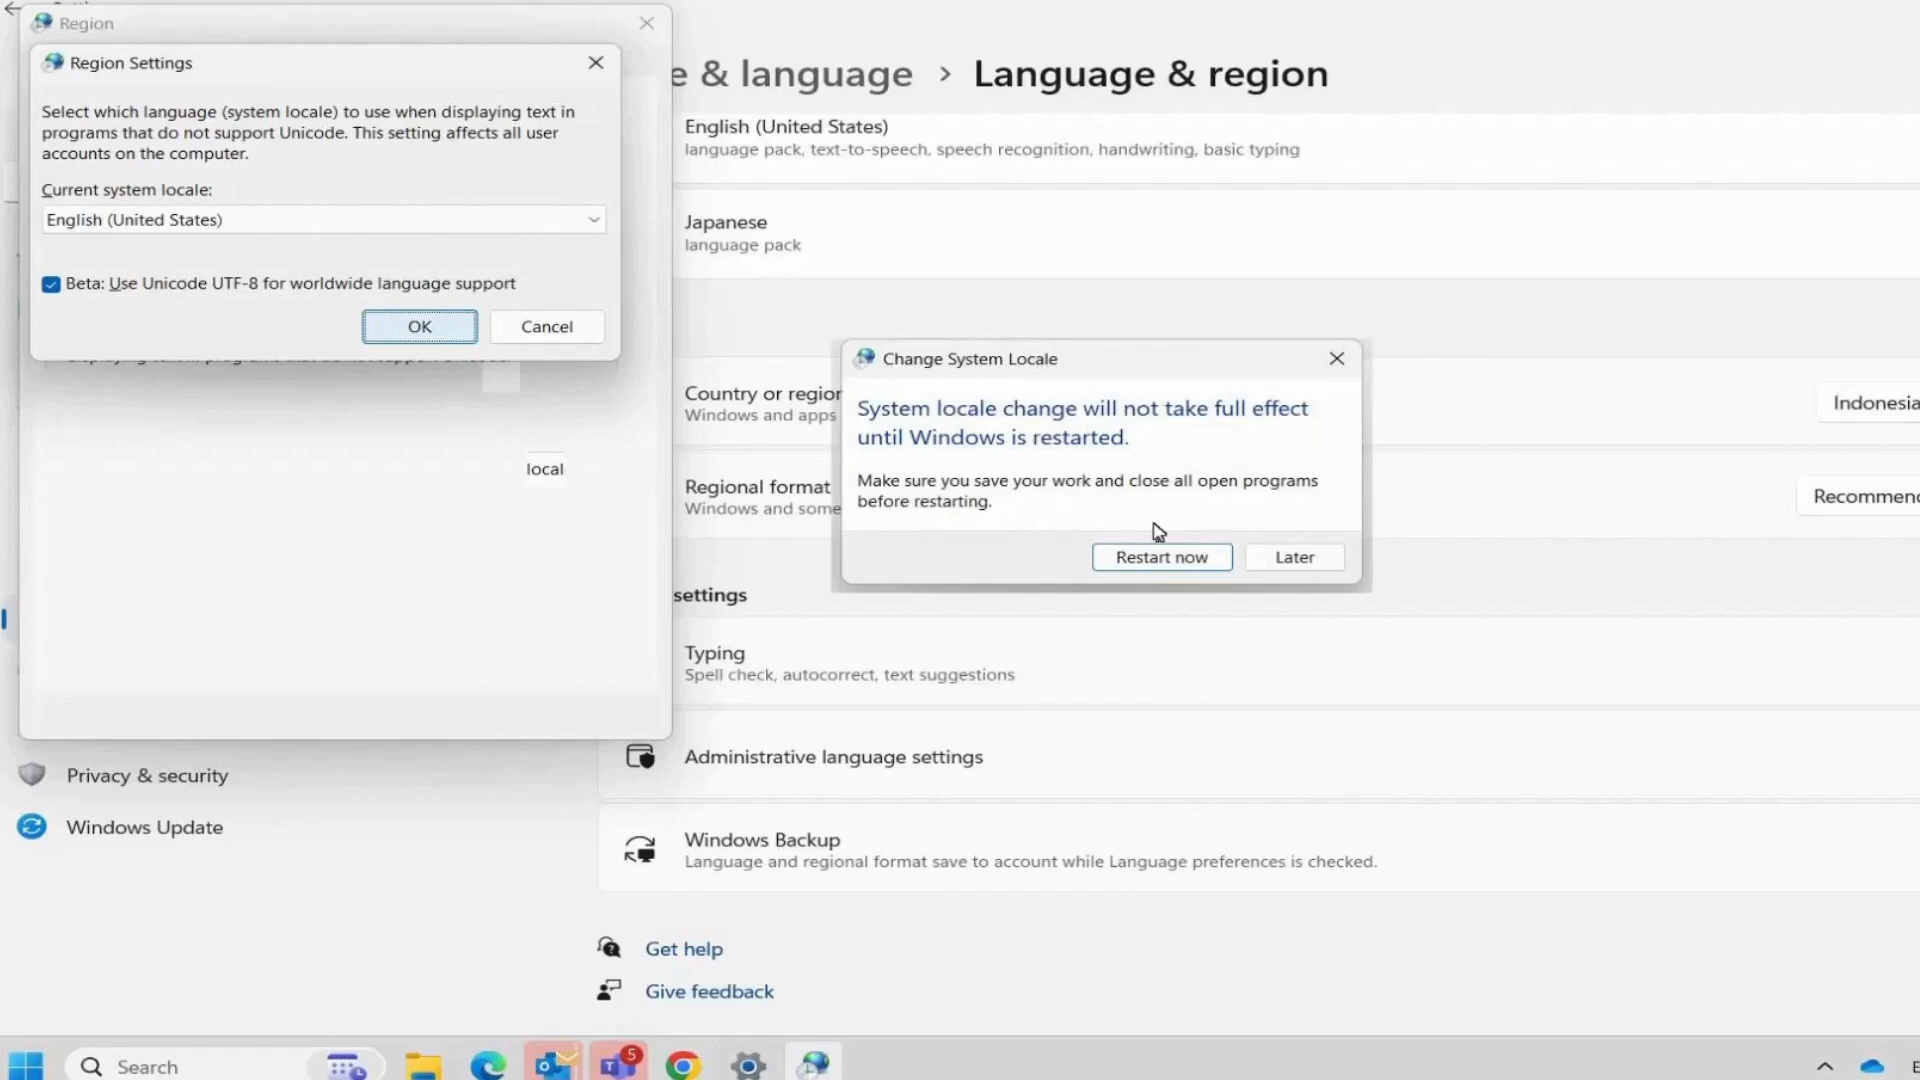 Region
Region Settings
Select which language (system locale) to use when displaying text in
programs that do not support Unicode. This setting affects all user
accounts on the computer.
Current system locale:
English (United States)
Beta: Use Unicode UTF-8 for worldwide language support
OK
Cancel
local
& language > Language & region
English (United States)
language pack, text-to-speech, speech recognition, handwriting, basic typing
Japanese
language pack
Country or region
Windows and apps
Indonesia
Regional format
Windows and some
Recommen
Change System Locale
System locale change will not take full effect
until Windows is restarted.
Make sure you save your work and close all open programs
before restarting.
Restart now
Later
settings
Typing
Spell check, autocorrect, text suggestions
Administrative language settings
Windows Backup
Language and regional format save to account while Language preferences is checked.
Privacy & security
Windows Update
Get help
Give feedback
Search
5